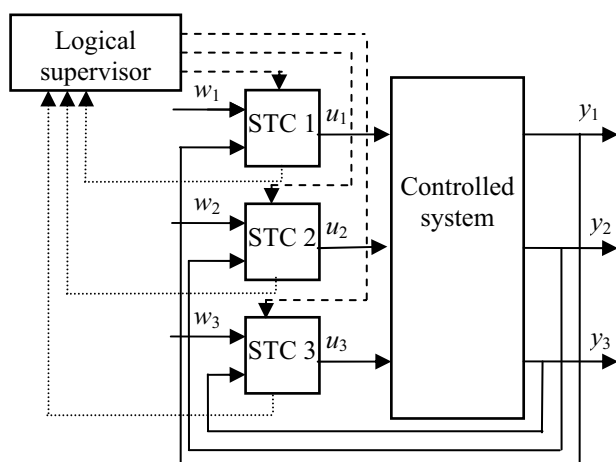 Logical
supervisor
w1
STC 1
u1
y1
Controlled
system
w2
STC 2
u2
y2
w3
STC 3
u3
y3